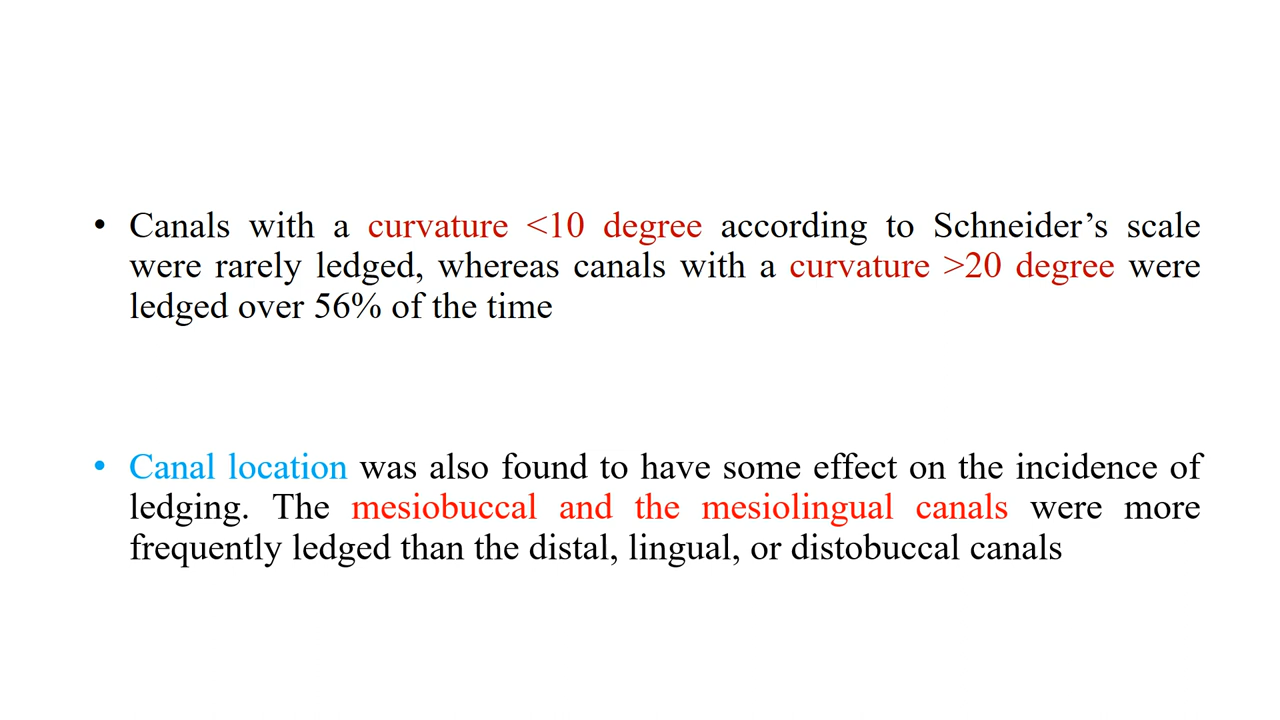 • Canals with a curvature <10 degree according to Schneider’s scale
were rarely ledged, whereas canals with a curvature >20 degree were
ledged over 56% of the time
• Canal location was also found to have some effect on the incidence of
ledging. The mesiobuccal and the mesiolingual canals were more
frequently ledged than the distal, lingual, or distobuccal canals